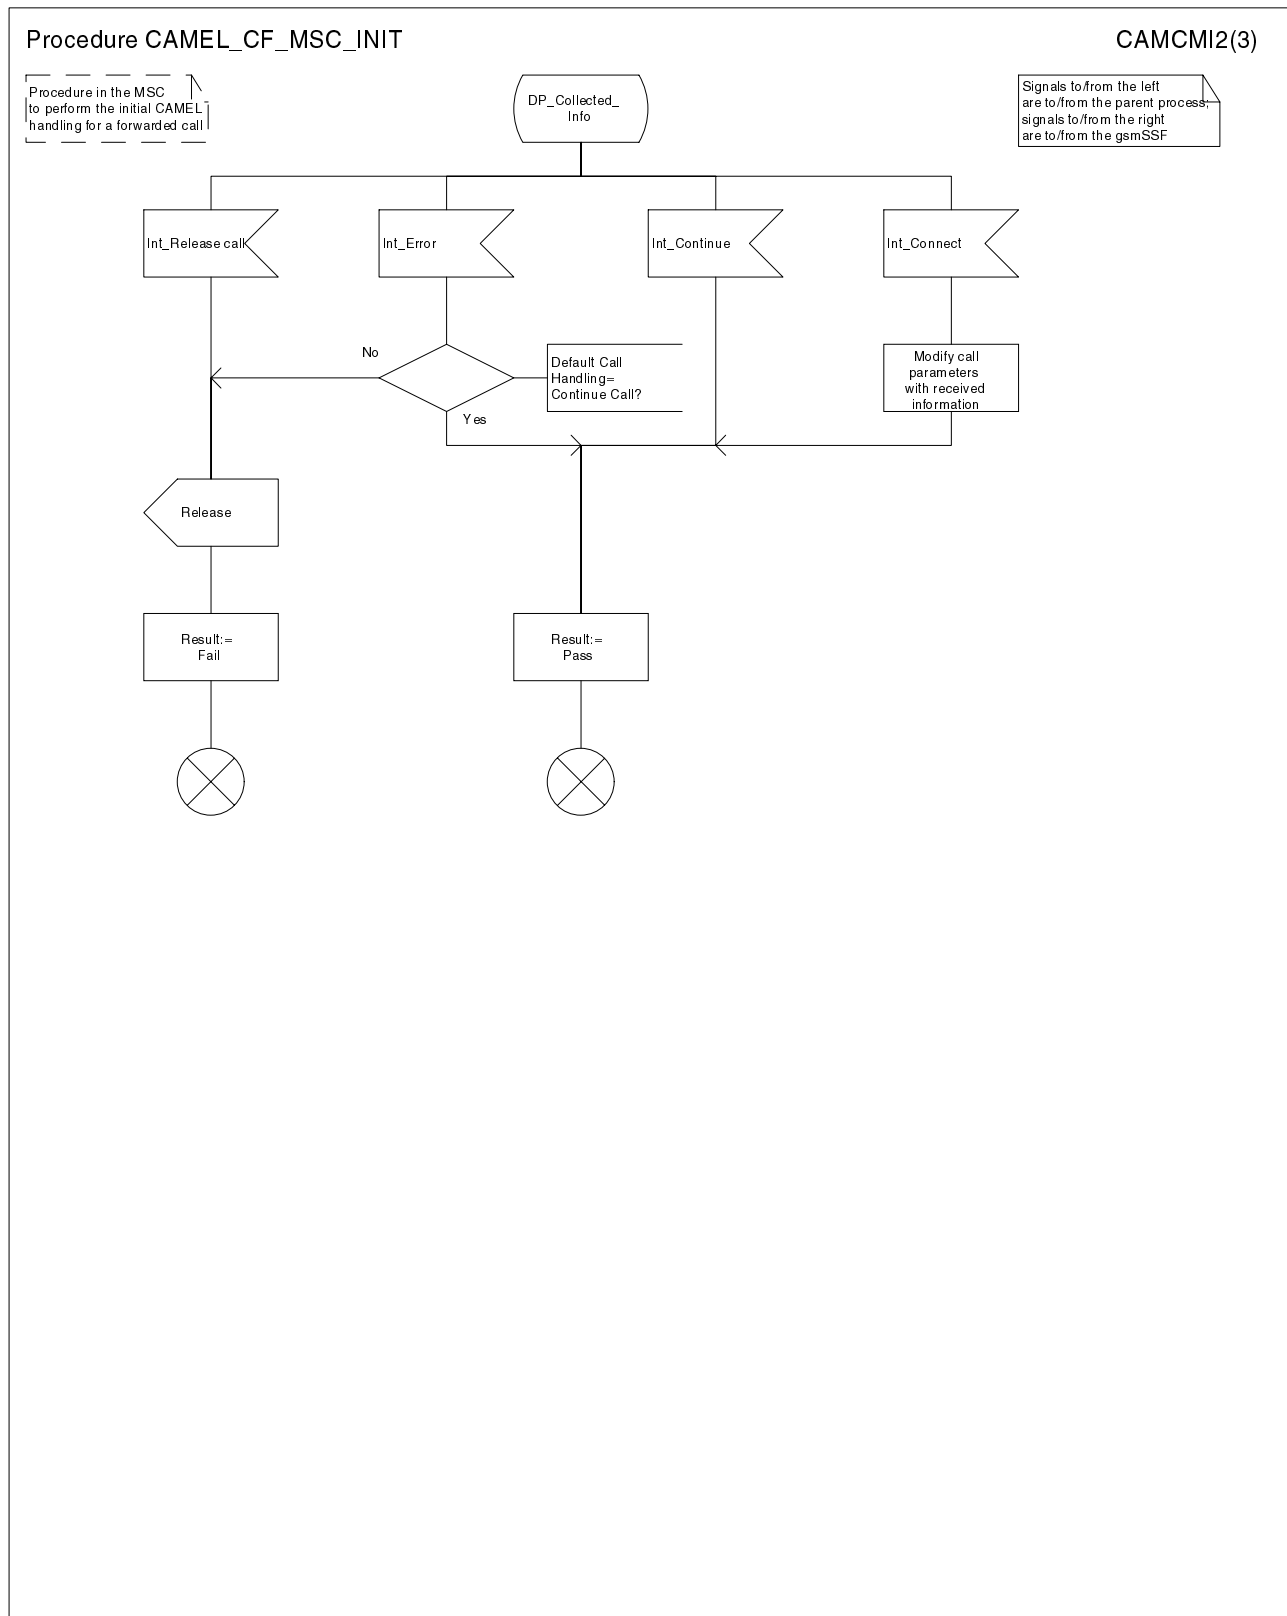 Procedure CAMEL_CF_MSC_INIT
CAMCMI2(3)
Procedure in the MSC
to perform the initial CAMEL
handling for a forwarded call
DP_Collected_
Info
Signals to/from the left
are to/from the parent process;
signals to/from the right
are to/from the gsmSSF
Int_Release call
Int_Error
Int_Continue
Int_Connect
No
Default Call
Handling=
Continue Call?
Yes
Modify call
parameters
with received
information
Release
Result:=
Fail
Result:=
Pass